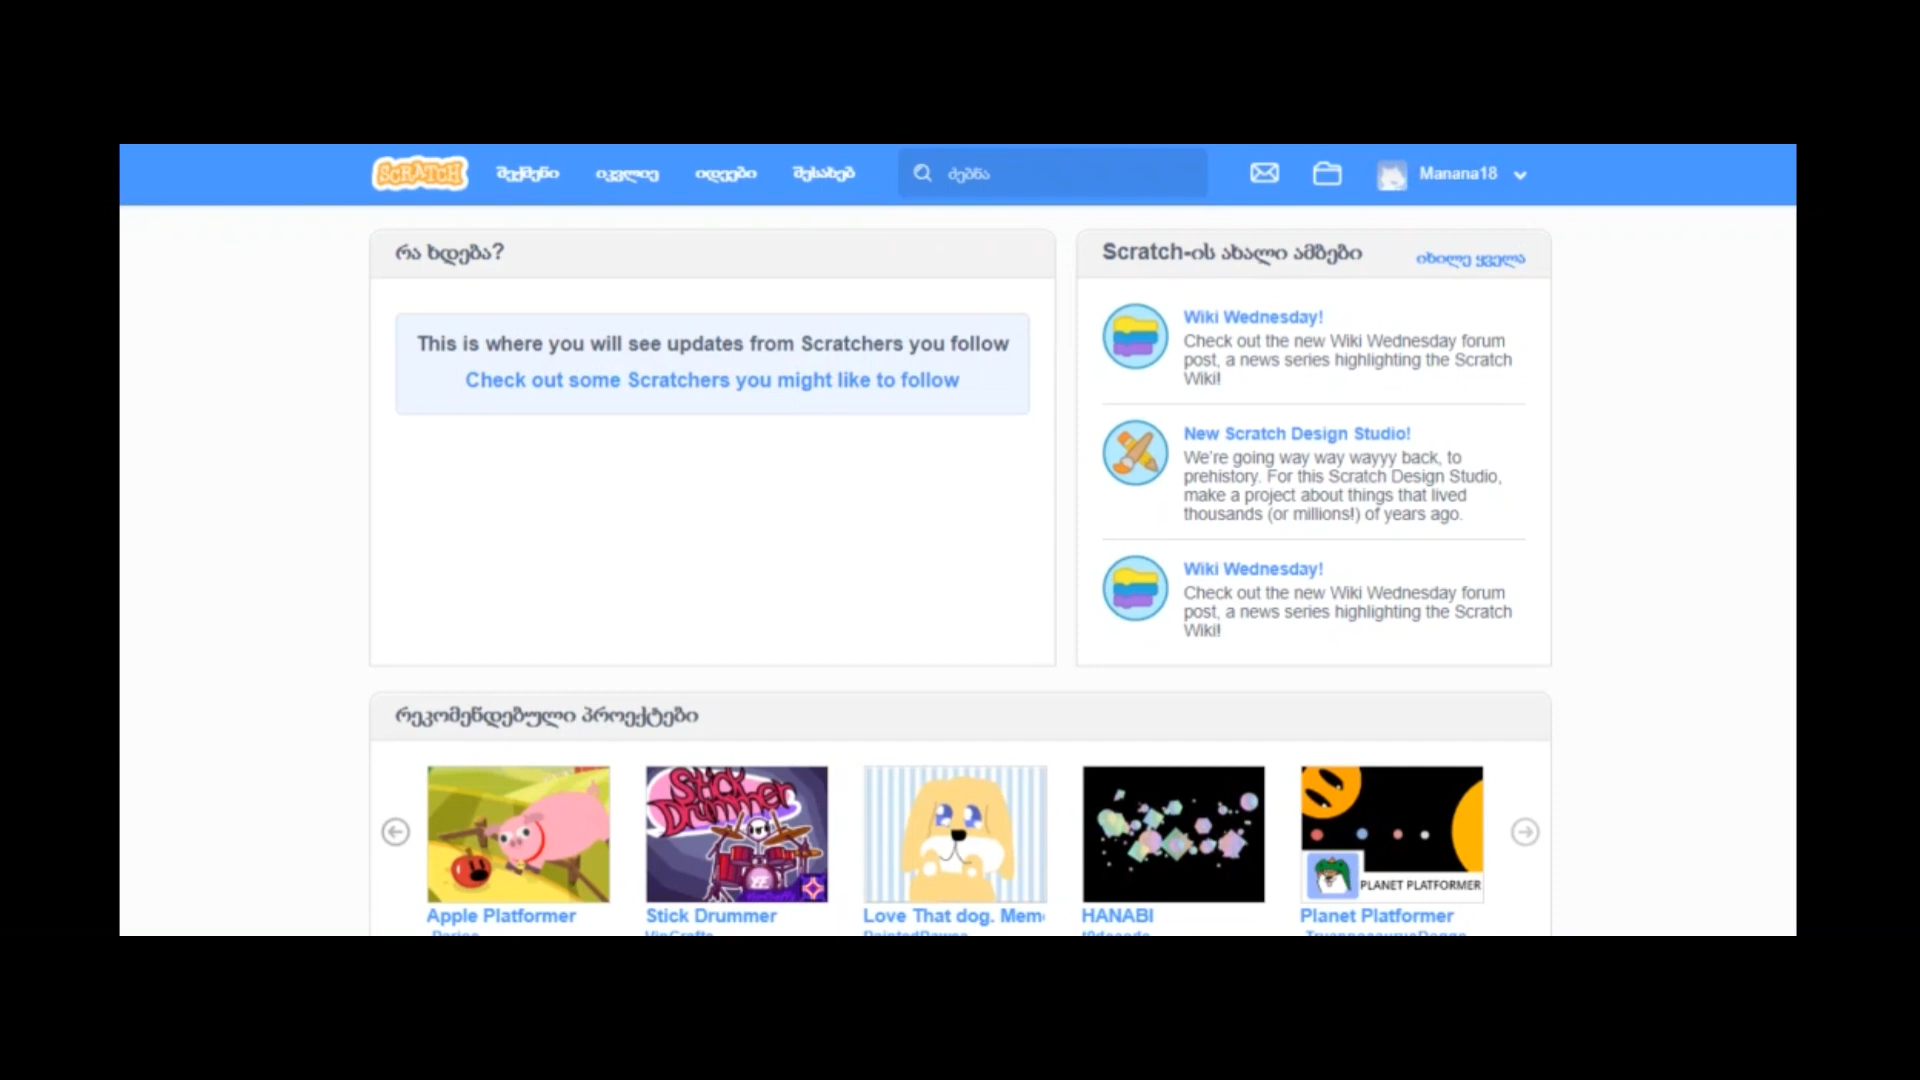 SCRATCH შექმენი იკვლიე იდეები შესახებ ძებნა Manana18
რა ხდება?
This is where you will see updates from Scratchers you follow
Check out some Scratchers you might like to follow
Scratch-ის ახალი ამბები იხილე ყველა
Wiki Wednesday!
Check out the new Wiki Wednesday forum
post, a news series highlighting the Scratch
Wiki!
New Scratch Design Studio!
We're going way way wayyy back, to
prehistory. For this Scratch Design Studio,
make a project about things that lived
thousands (or millions!) of years ago.
Wiki Wednesday!
Check out the new Wiki Wednesday forum
post, a news series highlighting the Scratch
Wiki!
რეკომენდებული პროექტები
Stick
Drummer
PLANET PLATFORMER
Apple Platformer Stick Drummer Love That dog. HANABI Planet Platformer